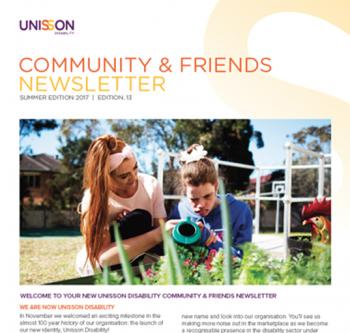 UNISSON
DISABILITY
COMMUNITY & FRIENDS
NEWSLETTER
SUMMER EDITION 2017 | EDITION. 13
WELCOME TO YOUR NEW UNISSON DISABILITY COMMUNITY & FRIENDS NEWSLETTER
WE ARE NOW UNISSON DISABILITY
In November we welcomed an exciting milestone in the
almost 100 year history of our organisation: the launch of
our new identity, Unisson Disability!
new name and look into our organisation. You'll see us
making more noise out in the marketplace as we become
a recognisable presence in the disability sector under